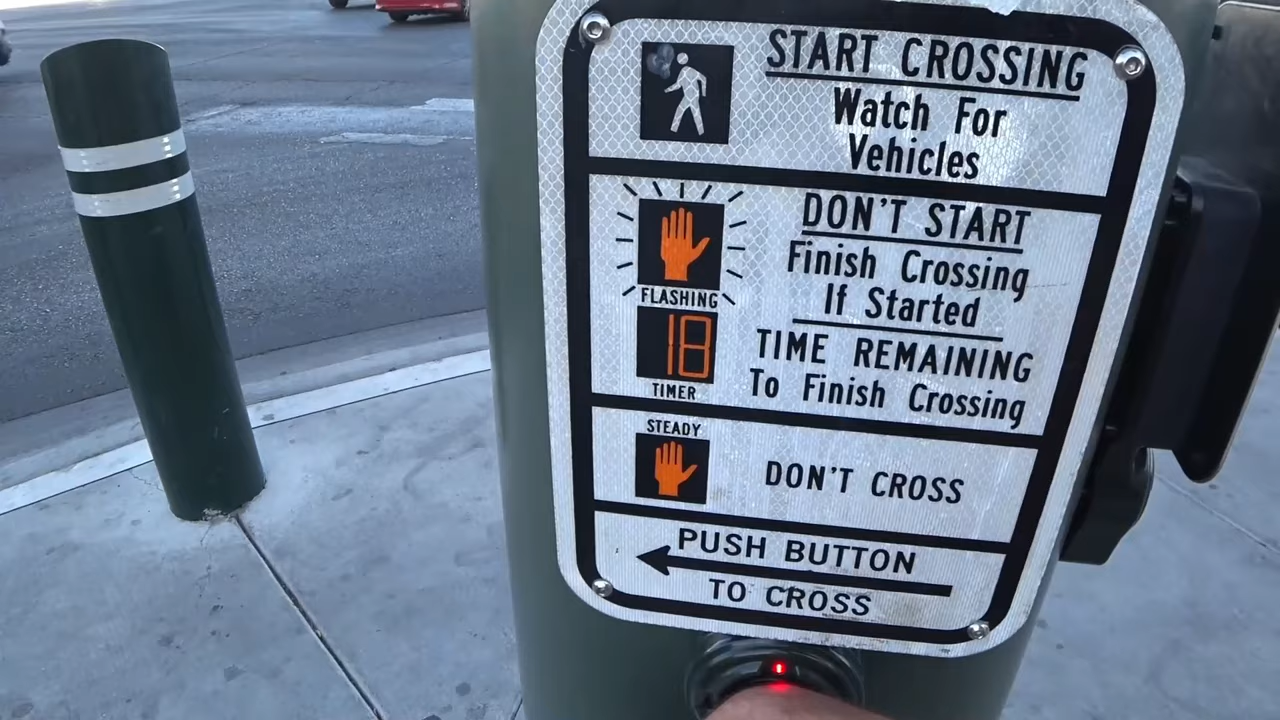 START CROSSING
Watch For
Vehicles
DON'T START
Finish Crossing
If Started
FLASHING
18
TIME REMAINING
To Finish Crossing
TIMER
STEADY
DON'T CROSS
PUSH BUTTON
TO CROSS